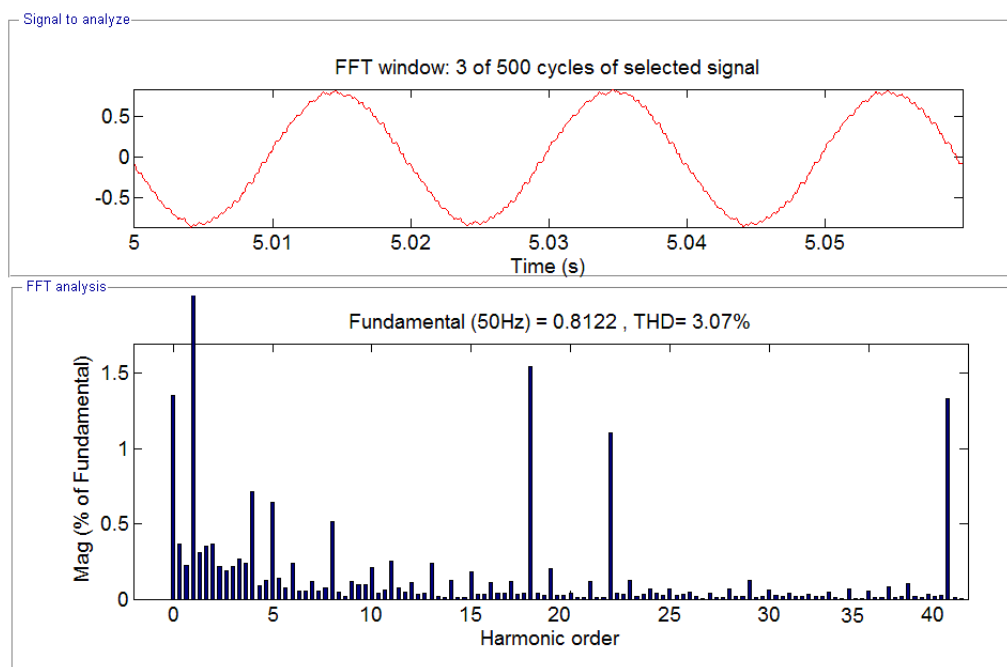 Signal to analyze
FFT window: 3 of 500 cycles of selected signal
0.5
0
-0.5
5 5.01 5.02 5.03 5.04 5.05
Time (s)
FFT analysis
Fundamental (50Hz) = 0.8122 , THD= 3.07%
Mag (% of Fundamental)
1.5
1
0.5
0
0 5 10 15 20 25 30 35 40
Harmonic order